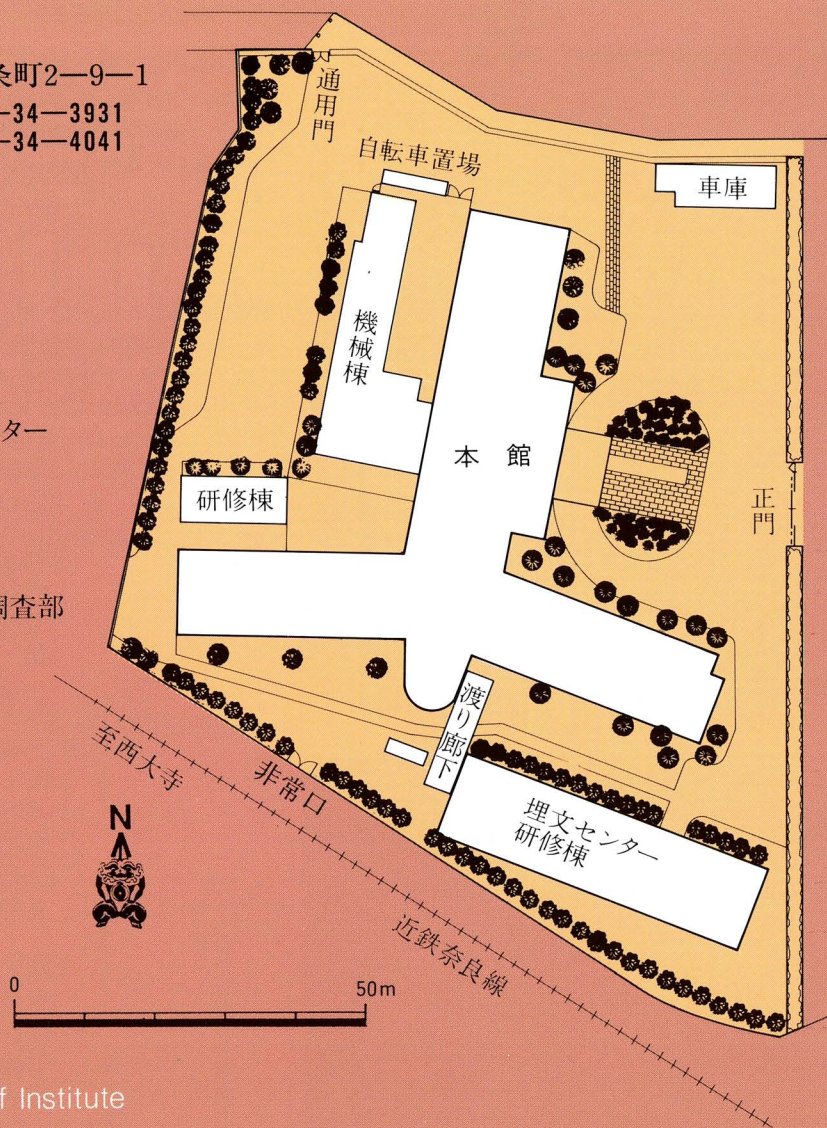 条町2—9—1
-34—3931
-34—4041
通用門
自転車置場
車庫
機械棟
ター
本館
研修棟
正門
調査部
渡り廊下
至西大寺
非常口
埋文センター
研修棟
N
近鉄奈良線
0
50m
f Institute